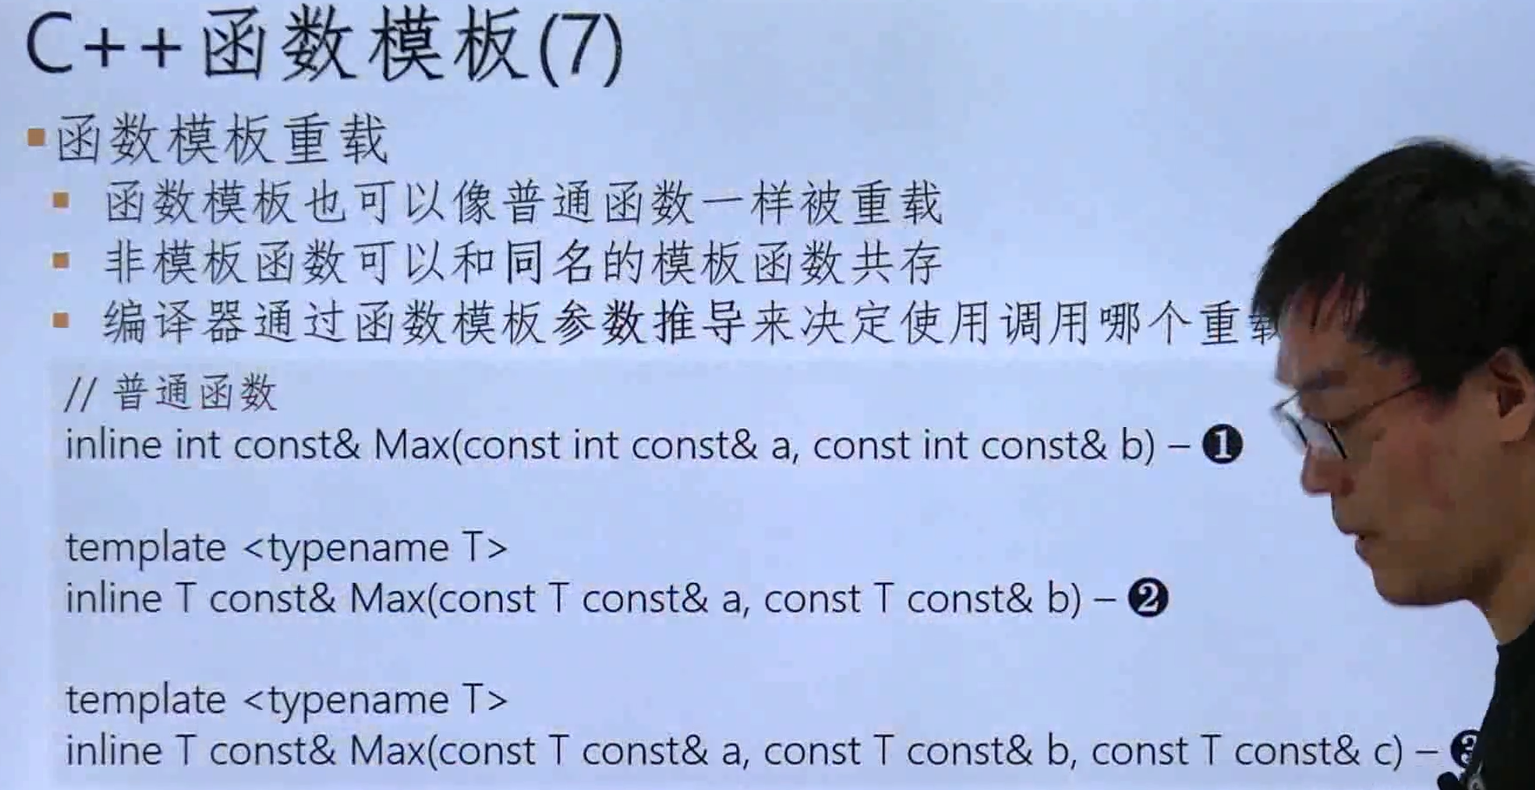 C++函数模板(7)
▪函数模板重载
▪ 函数模板也可以像普通函数一样被重载
▪ 非模板函数可以和同名的模板函数共存
▪ 编译器通过函数模板参数推导来决定使用调用哪个重载
// 普通函数
inline int const& Max(const int const& a, const int const& b) – ❶
template <typename T>
inline T const& Max(const T const& a, const T const& b) – ❷
template <typename T>
inline T const& Max(const T const& a, const T const& b, const T const& c) – ❸